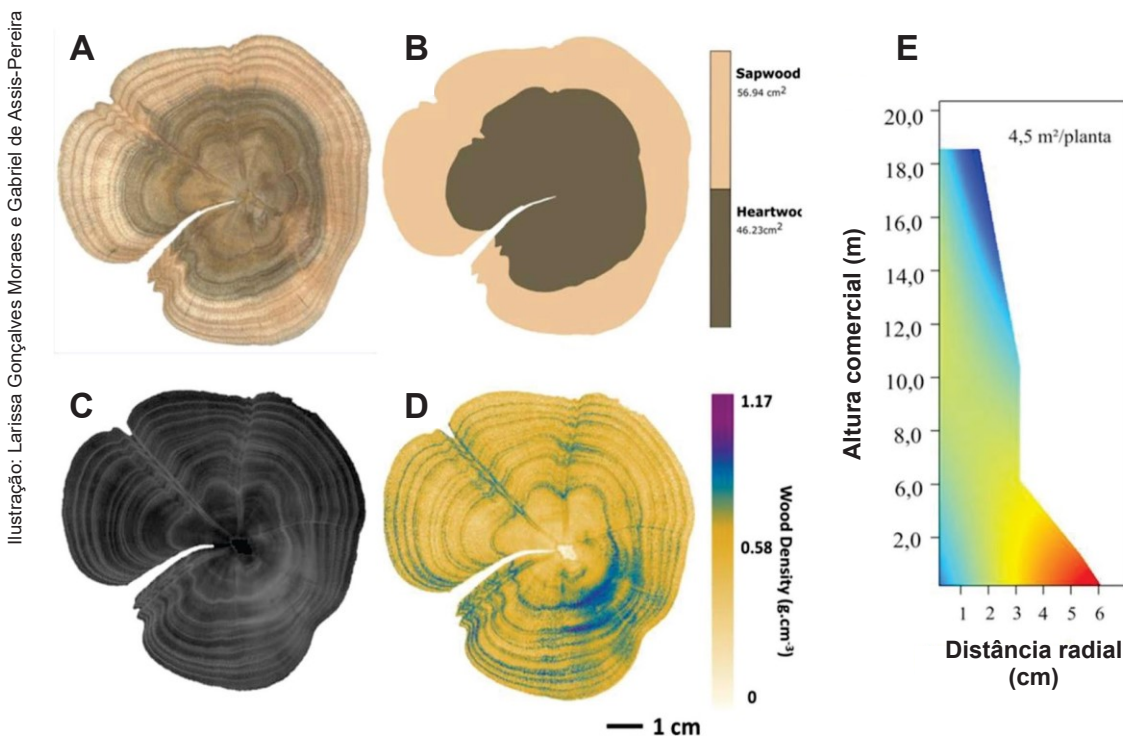 Ilustração: Larissa Gonçalves Moraes e Gabriel de Assis-Pereira
A
B
Sapwood
56.94 cm²
Heartwoo
46.23cm²
C
D
1.17
0.58
0
Wood Density (g.cm⁻³)
1 cm
E
4,5 m²/planta
20,0
18,0
16,0
14,0
12,0
10,0
8,0
6,0
4,0
2,0
Altura comercial (m)
1 2 3 4 5 6
Distância radial
(cm)